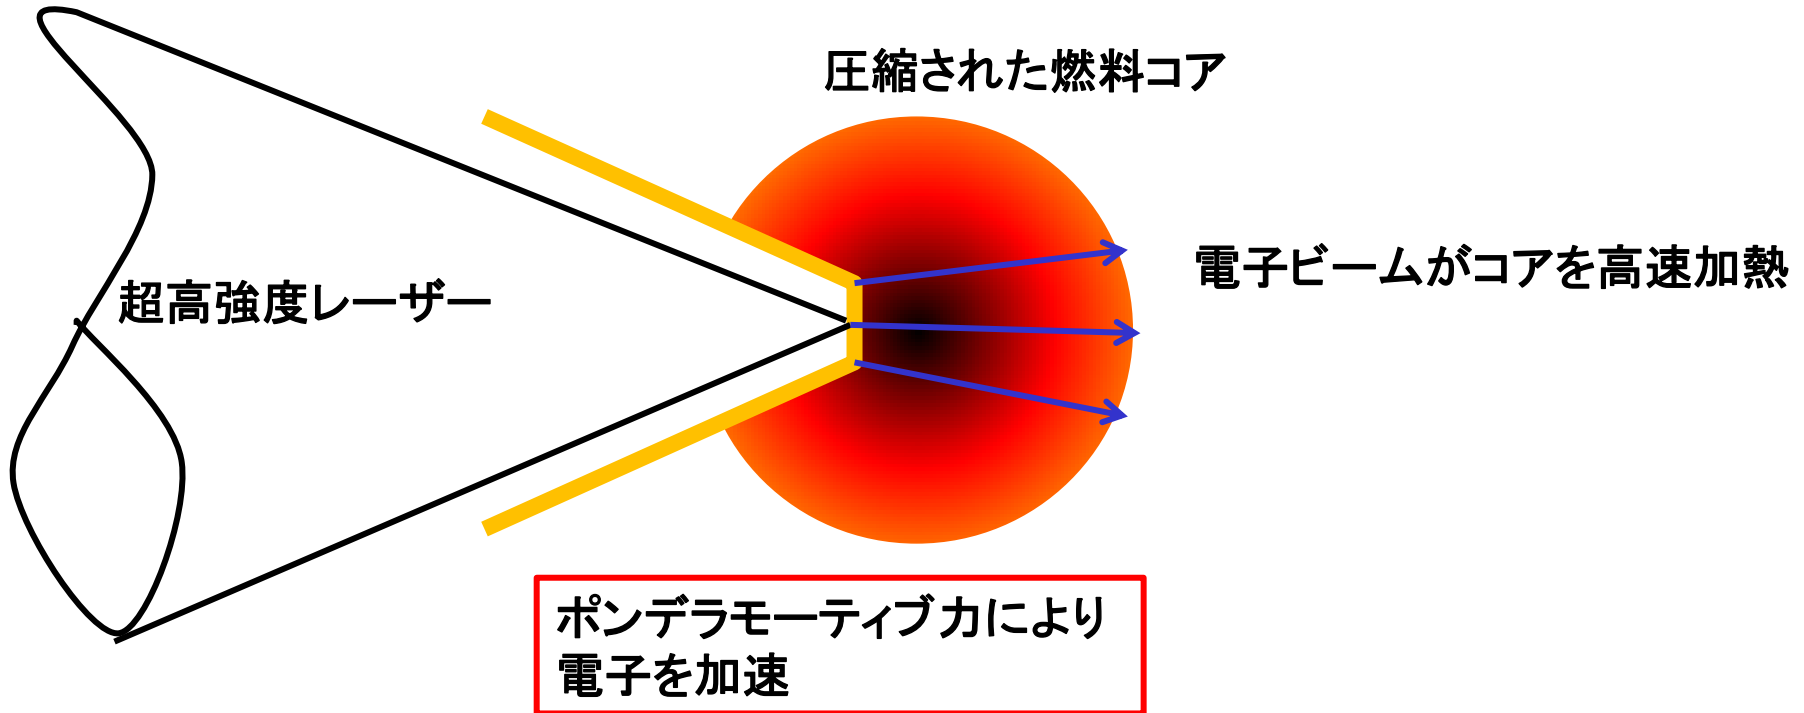 圧縮された燃料コア
電子ビームがコアを高速加熱
超高強度レーザー
ポンデラモーティブ力により
電子を加速